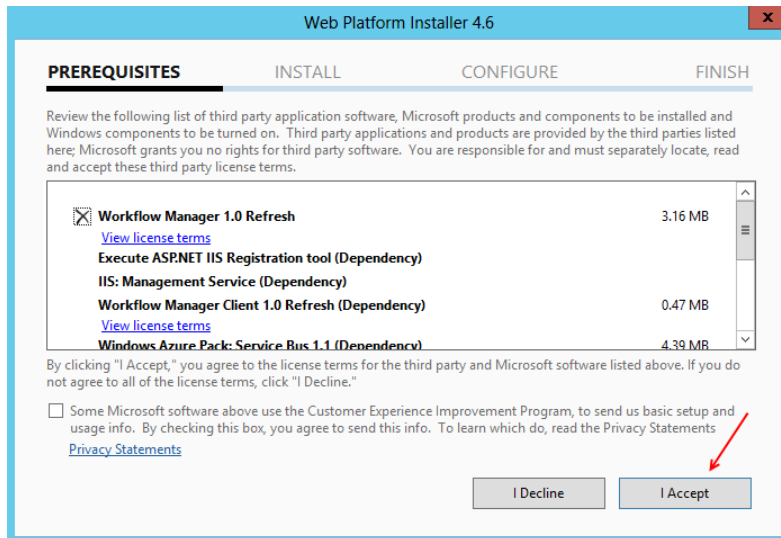 Web Platform Installer 4.6
x
PREREQUISITES INSTALL CONFIGURE FINISH
Review the following list of third party application software, Microsoft products and components to be installed and
Windows components to be turned on. Third party applications and products are provided by the third parties listed
here; Microsoft grants you no rights for third party software. You are responsible for and must separately locate, read
and accept these third party license terms.
Workflow Manager 1.0 Refresh 3.16 MB
View license terms
Execute ASP.NET IIS Registration tool (Dependency)
IIS: Management Service (Dependency)
Workflow Manager Client 1.0 Refresh (Dependency) 0.47 MB
View license terms
Windows Azure Pack: Service Bus 1.1 (Dependency) 4.39 MB
By clicking "I Accept," you agree to the license terms for the third party and Microsoft software listed above. If you do
not agree to all of the license terms, click "I Decline."
Some Microsoft software above use the Customer Experience Improvement Program, to send us basic setup and
usage info. By checking this box, you agree to send this info. To learn which do, read the Privacy Statements
Privacy Statements
I Decline I Accept